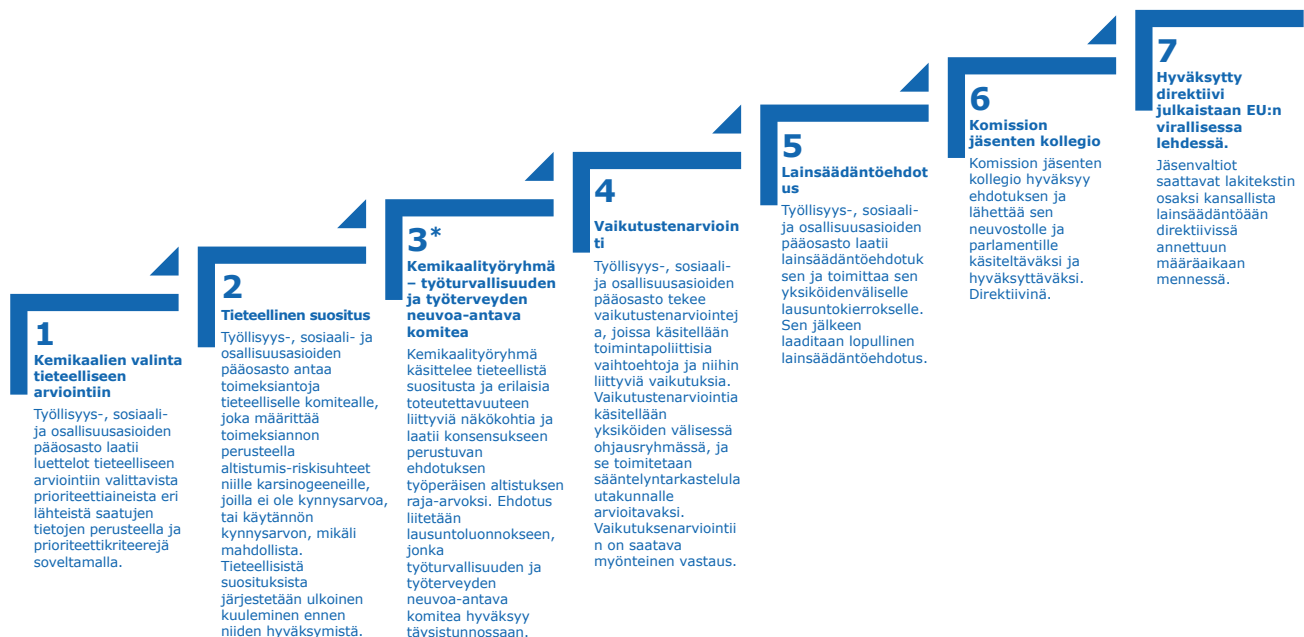 1
Kemikaalien valinta
tieteelliseen
arviointiin
Työllisyys-, sosiaali-
ja osallisuusasioiden
pääosasto laatii
luettelot tieteelliseen
arviointiin valittavista
prioriteettiaineista eri
lähteistä saatujen
tietojen perusteella ja
prioriteettikriteerejä
soveltamalla.
2
Tieteellinen suositus
Työllisyys-, sosiaali- ja
osallisuusasioiden
pääosasto antaa
toimeksiantoja
tieteelliselle komitealle,
joka määrittää
toimeksiannon
perusteella
altistumis-riskisuhteet
niille karsinogeeneille,
joilla ei ole kynnysarvoa,
tai käytännön
kynnysarvon, mikäli
mahdollista.
Tieteellisistä
suosituksista
järjestetään ulkoinen
kuuleminen ennen
niiden hyväksymistä.
3*
Kemikaalityöryhmä
– työturvallisuuden
ja työterveyden
neuvoa-antava
komitea
Kemikaalityöryhmä
käsittelee tieteellistä
suositusta ja erilaisia
toteutettavuuteen
liittyviä näkökohtia ja
laatii konsensukseen
perustuvan
ehdotuksen
työperäisen altistuksen
raja-arvoksi. Ehdotus
liitetään
lausuntoluonnokseen,
jonka
työturvallisuuden ja
työterveyden
neuvoa-antava
komitea hyväksyy
täysistunnossaan.
4
Vaikutustenarvioin
ti
Työllisyys-, sosiaali-
ja osallisuusasioiden
pääosasto tekee
vaikutustenarviointej
a, joissa käsitellään
toimintapoliittisia
vaihtoehtoja ja niihin
liittyviä vaikutuksia.
Vaikutustenarviointia
käsitellään
yksiköiden välisessä
ohjausryhmässä, ja
se toimitetaan
sääntelyntarkastelula
utakunnalle
arvioitavaksi.
Vaikutuksenarviointii
n on saatava
myönteinen vastaus.
5
Lainsäädäntöehdot
us
Työllisyys-, sosiaali-
ja osallisuusasioiden
pääosasto laatii
lainsäädäntöehdotuk
sen ja toimittaa sen
yksiköidenväliselle
lausuntokierrokselle.
Sen jälkeen
laaditaan lopullinen
lainsäädäntöehdotus.
6
Komission
jäsenten kollegio
Komission jäsenten
kollegio hyväksyy
ehdotuksen ja
lähettää sen
neuvostolle ja
parlamentille
käsiteltäväksi ja
hyväksyttäväksi.
Direktiivinä.
7
Hyväksytty
direktiivi
julkaistaan EU:n
virallisessa
lehdessä.
Jäsenvaltiot
saattavat lakitekstin
osaksi kansallista
lainsäädäntöään
direktiivissä
annettuun
määräaikaan
mennessä.